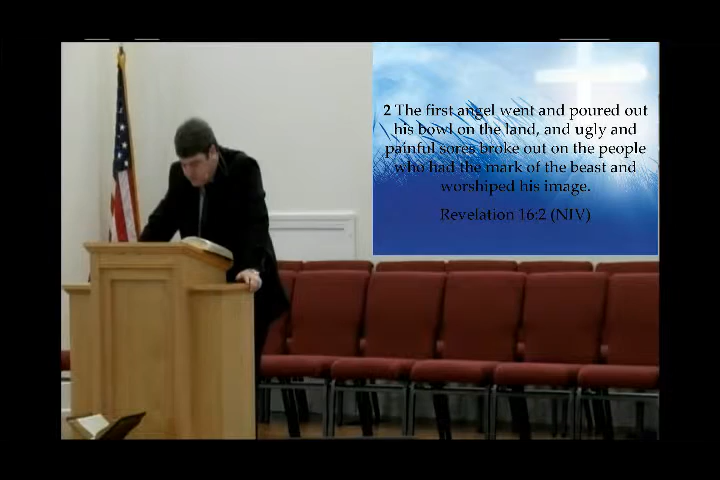 2 The first angel went and poured out
his bowl on the land, and ugly and
painful sores broke out on the people
who had the mark of the beast and
worshiped his image.
Revelation 16:2 (NIV)